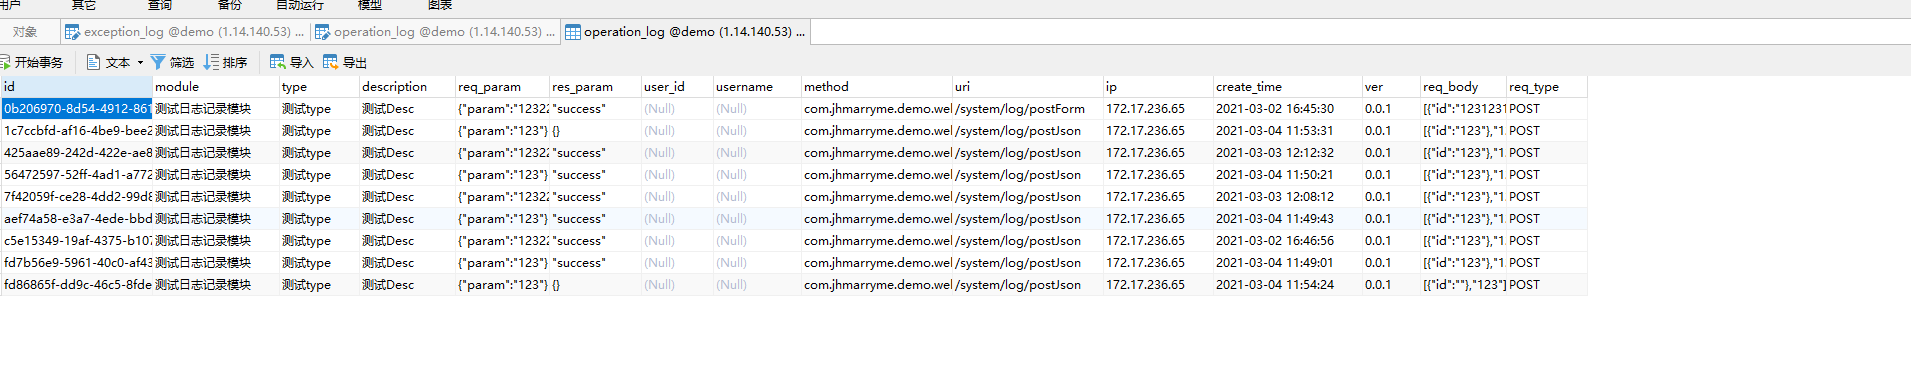 用户 其它 查询 备份 自动运行 模型 图表
对象 exception_log @demo (1.14.140.53) ... operation_log @demo (1.14.140.53) ... operation_log @demo (1.14.140.53) ...
开始事务 文本 筛选 排序 导入 导出
id module type description req_param res_param user_id username method uri ip create_time ver req_body req_type
0b206970-8d54-4912-861 测试日志记录模块 测试type 测试Desc {"param":"12322 "success" (Null) (Null) com.jhmarryme.demo.wel /system/log/postForm 172.17.236.65 2021-03-02 16:45:30 0.0.1 [{"id":"1231231 POST
1c7ccbfd-af16-4be9-bee2 测试日志记录模块 测试type 测试Desc {"param":"123"} {} (Null) (Null) com.jhmarryme.demo.wel /system/log/postJson 172.17.236.65 2021-03-04 11:53:31 0.0.1 [{"id":"123"},"1. POST
425aae89-242d-422e-ae8 测试日志记录模块 测试type 测试Desc {"param":"12322 "success" (Null) (Null) com.jhmarryme.demo.wel /system/log/postJson 172.17.236.65 2021-03-03 12:12:32 0.0.1 [{"id":"123"},"1. POST
56472597-52ff-4ad1-a772 测试日志记录模块 测试type 测试Desc {"param":"123"} "success" (Null) (Null) com.jhmarryme.demo.wel /system/log/postJson 172.17.236.65 2021-03-04 11:50:21 0.0.1 [{"id":"123"},"1. POST
7f42059f-ce28-4dd2-99d8 测试日志记录模块 测试type 测试Desc {"param":"12322 "success" (Null) (Null) com.jhmarryme.demo.wel /system/log/postJson 172.17.236.65 2021-03-03 12:08:12 0.0.1 [{"id":"123"},"1. POST
aef74a58-e3a7-4ede-bbd 测试日志记录模块 测试type 测试Desc {"param":"123"} "success" (Null) (Null) com.jhmarryme.demo.wel /system/log/postJson 172.17.236.65 2021-03-04 11:49:43 0.0.1 [{"id":"123"},"1. POST
c5e15349-19af-4375-b107 测试日志记录模块 测试type 测试Desc {"param":"12322 "success" (Null) (Null) com.jhmarryme.demo.wel /system/log/postJson 172.17.236.65 2021-03-02 16:46:56 0.0.1 [{"id":"123"},"1. POST
fd7b56e9-5961-40c0-af43 测试日志记录模块 测试type 测试Desc {"param":"123"} "success" (Null) (Null) com.jhmarryme.demo.wel /system/log/postJson 172.17.236.65 2021-03-04 11:49:01 0.0.1 [{"id":"123"},"1. POST
fd86865f-dd9c-46c5-8fde 测试日志记录模块 测试type 测试Desc {"param":"123"} {} (Null) (Null) com.jhmarryme.demo.wel /system/log/postJson 172.17.236.65 2021-03-04 11:54:24 0.0.1 [{"id":""},"123"] POST